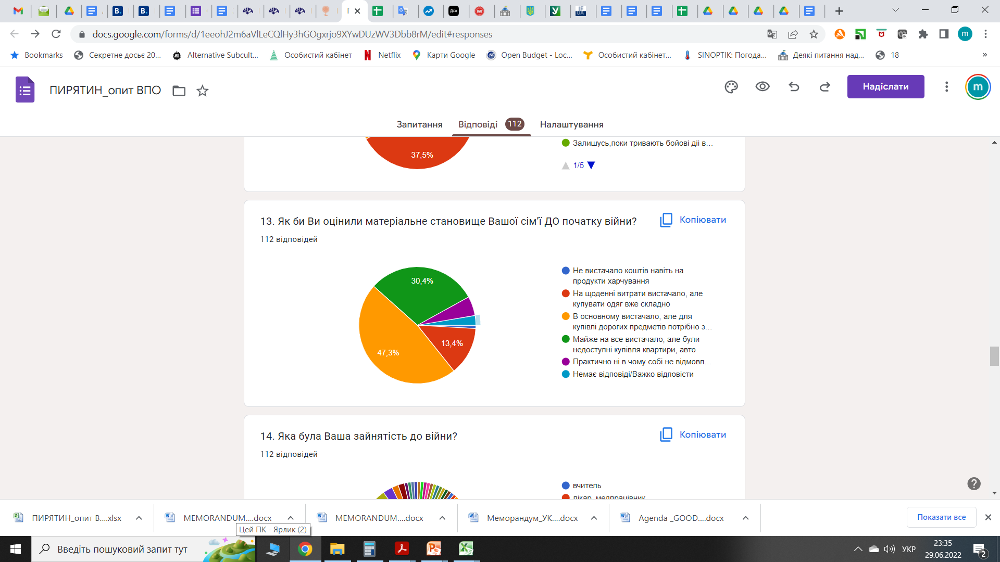 docs.google.com/forms/d/1eeohJ2m6aVlLeCQlHy3hGOgxrjo9XYwDUzWV3Dbb8rM/edit#responses
m
Bookmarks
Секретне досьє 20...
Alternative Subcult...
Особистий кабінет
Netflix
Карти Google
Open Budget - Loc...
Особистий кабінет...
SINOPTIK: Погода...
Деякі питання над...
18
»
ПИРЯТИН_опит ВПО
Надіслати
m
Запитання
Відповіді 112
Налаштування
37,5%
Залишусь,поки тривають бойові діі в…
1/5
13. Як би Ви оцінили матеріальне становище Вашої сім’ї ДО початку війни?
Копіювати
112 відповідей
30,4%
47,3%
13,4%
Не вистачало коштів навіть на
продукти харчування
На щоденні витрати вистачало, але
купувати одяг вже складно
В основному вистачало, але для
купівлі дорогих предметів потрібно з…
Майже на все вистачало, але були
недоступні купівля квартири, авто
Практично ні в чому собі не відмовл…
Немає відповіді/Важко відповісти
14. Яка була Ваша зайнятість до війни?
Копіювати
112 відповідей
вчитель
лікар, медпрацівник
ПИРЯТИН_опит В....xlsx
MEMORANDUM....docx
MEMORANDUM....docx
Меморандум_УК....docx
Agenda _GOOD....docx
Показати все
Цей ПК - Ярлик (2)
Введіть пошуковий запит тут
УКР
23:35
29.06.2022
2